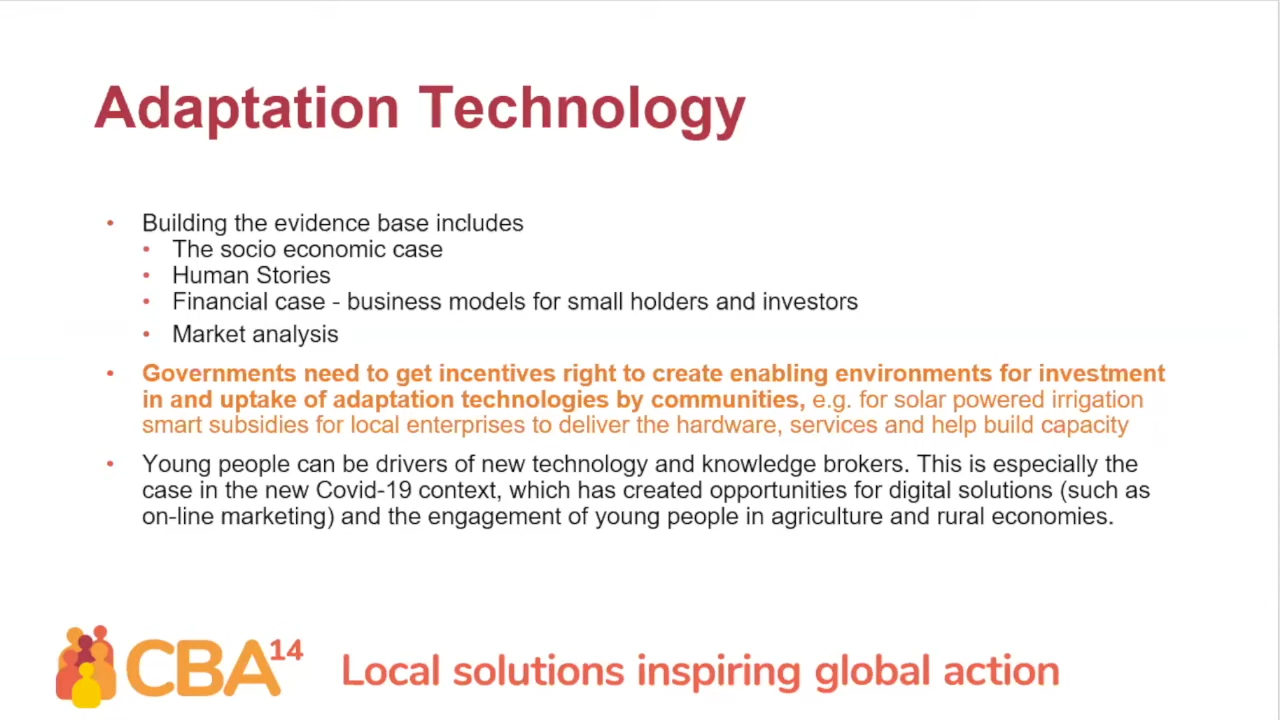 Adaptation Technology
• Building the evidence base includes
• The socio economic case
• Human Stories
• Financial case - business models for small holders and investors
• Market analysis
• Governments need to get incentives right to create enabling environments for investment
in and uptake of adaptation technologies by communities, e.g. for solar powered irrigation
smart subsidies for local enterprises to deliver the hardware, services and help build capacity
• Young people can be drivers of new technology and knowledge brokers. This is especially the
case in the new Covid-19 context, which has created opportunities for digital solutions (such as
on-line marketing) and the engagement of young people in agriculture and rural economies.
CBA14
Local solutions inspiring global action